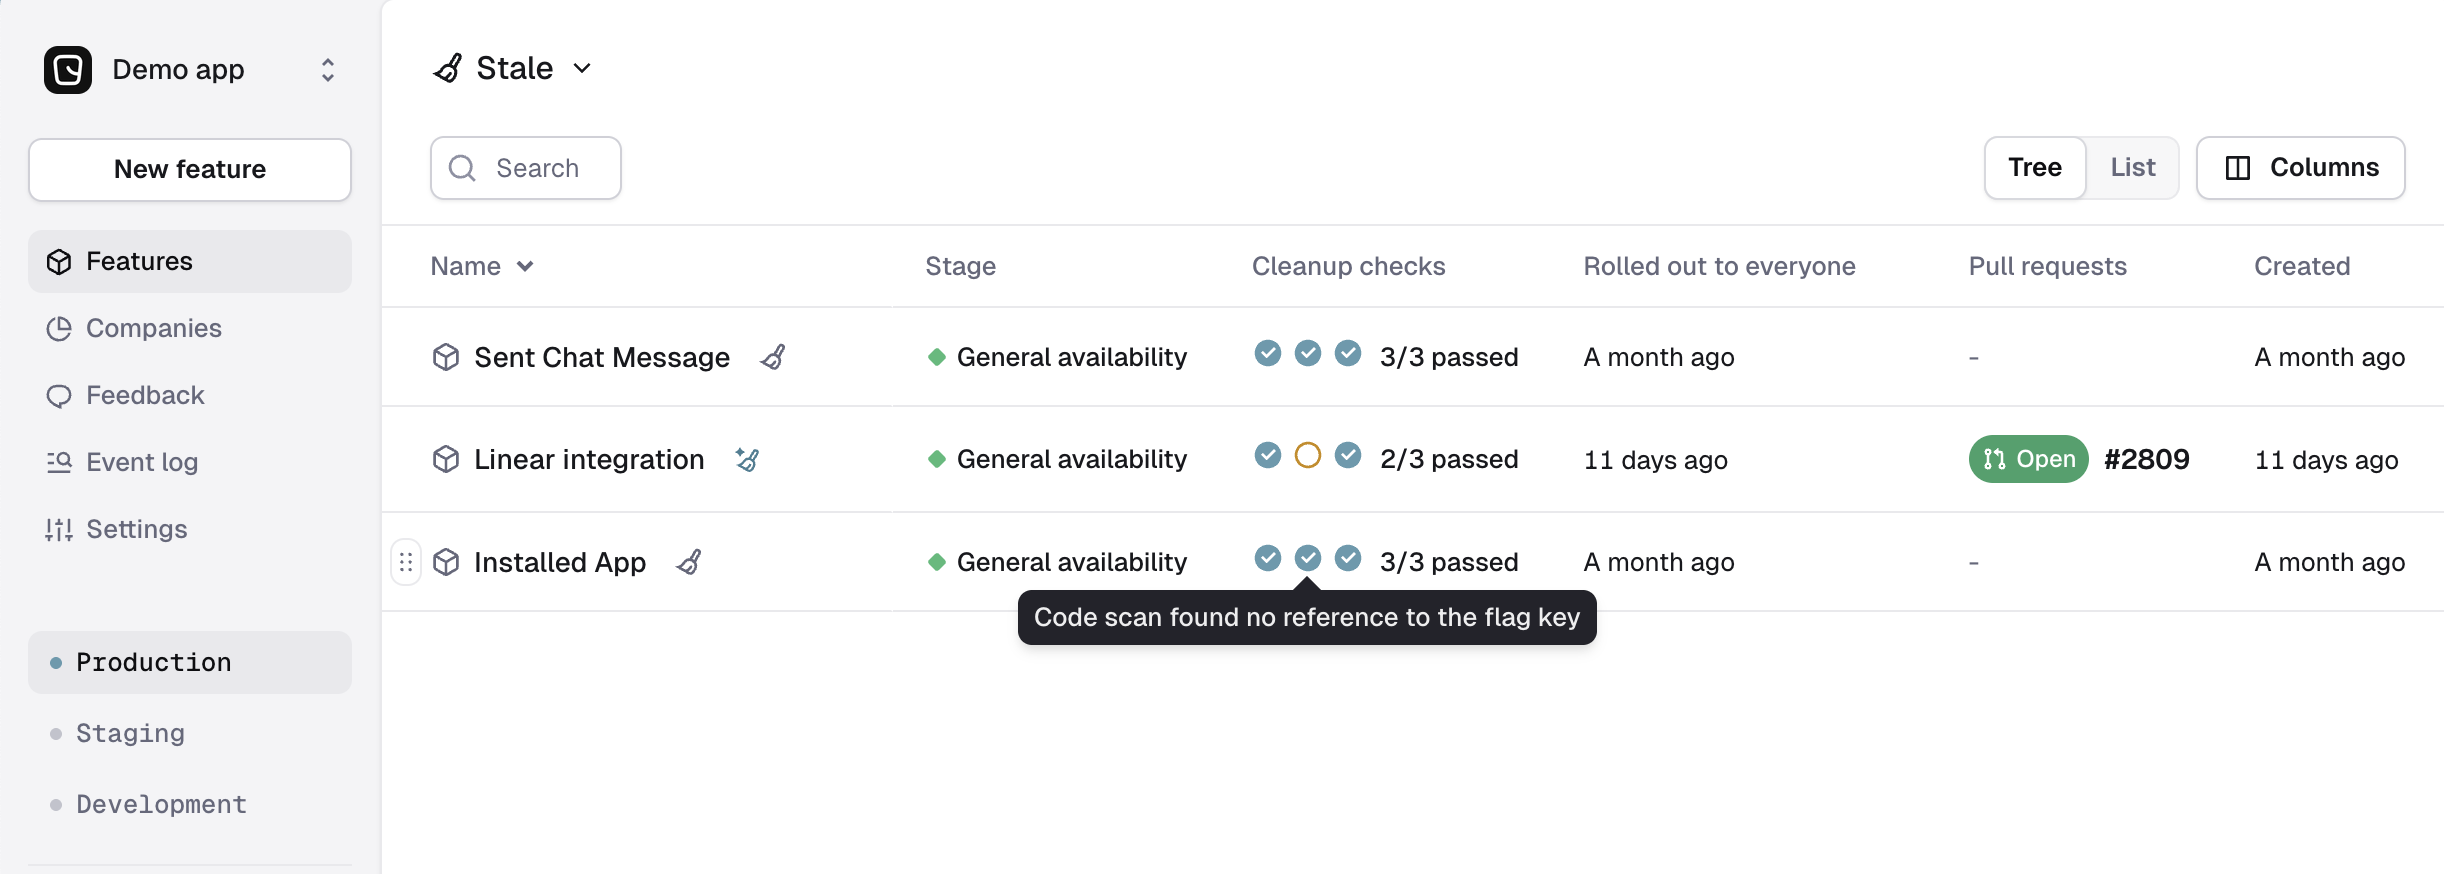 Demo app
New feature
Features
Companies
Feedback
Event log
Settings
Production
Staging
Development
Stale
Search
Tree List Columns
Name Stage Cleanup checks Rolled out to everyone Pull requests Created
Sent Chat Message General availability 3/3 passed A month ago - A month ago
Linear integration General availability 2/3 passed 11 days ago Open #2809 11 days ago
Installed App General availability 3/3 passed A month ago - A month ago
Code scan found no reference to the flag key